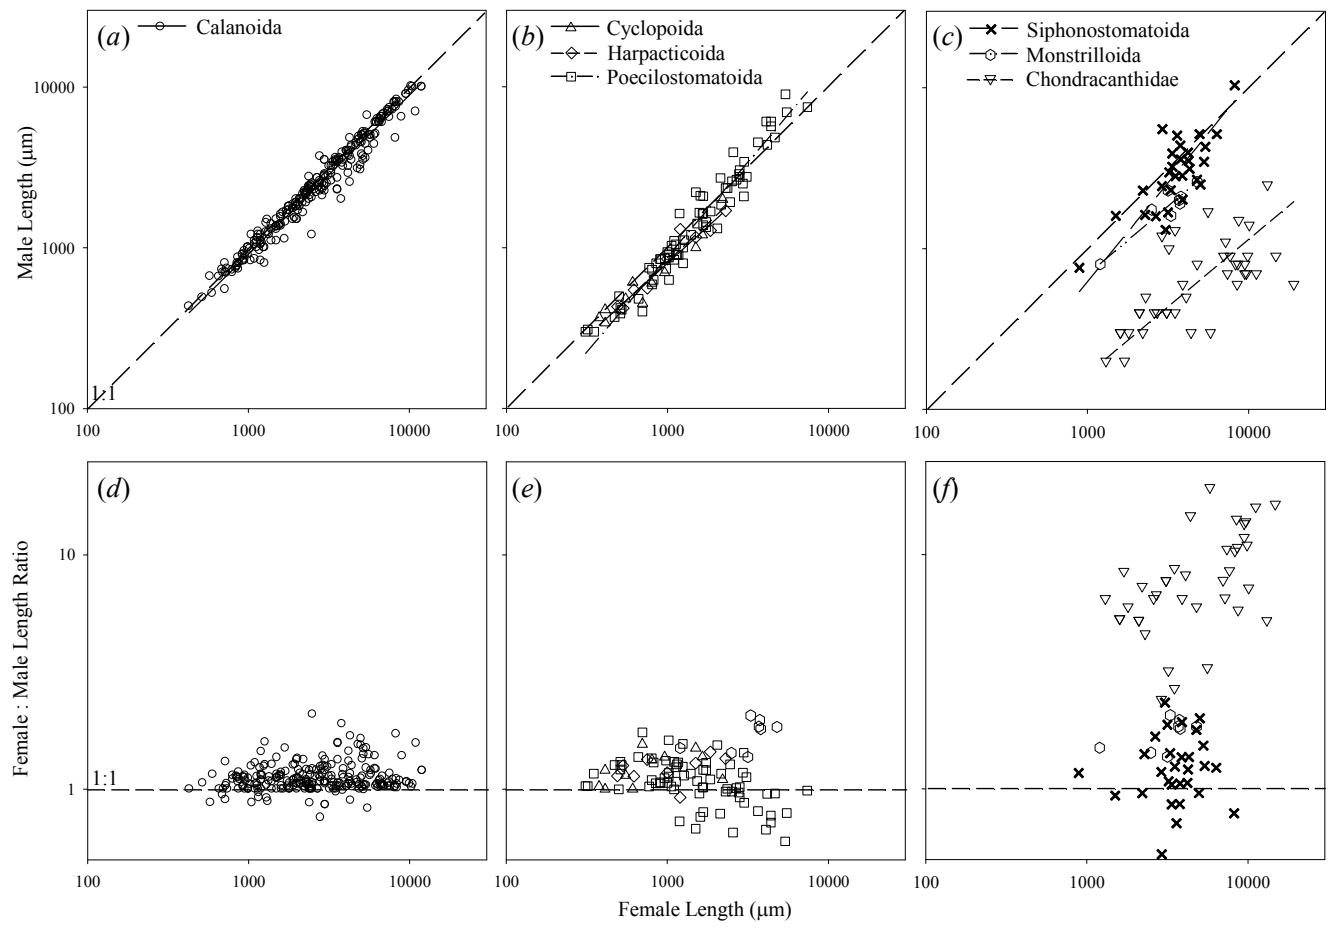 (a) Calanoida
(b) Cyclopoida
Harpacticoida
Poecilostomatoida
(c) Siphonostomatoida
Monstrilloida
Chondracanthidae
Male Length (μm)
10000
1000
100
1:1
100 1000 10000
100 1000 10000
100 1000 10000
(d)
(e)
(f)
Female : Male Length Ratio
10
1
1:1
100 1000 10000
100 1000 10000
100 1000 10000
Female Length (μm)